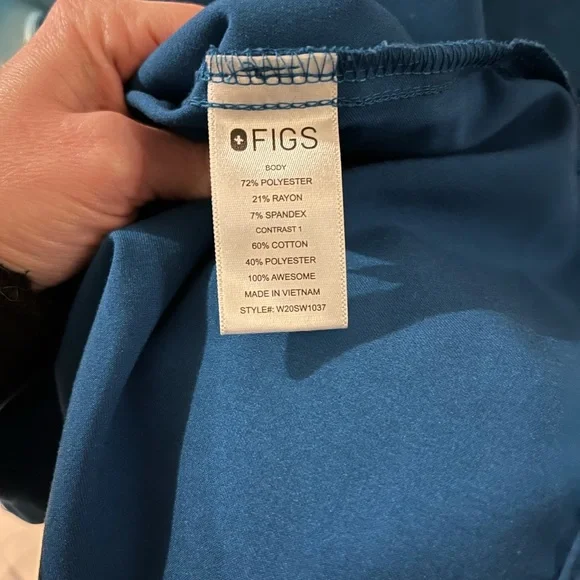 FIGS
BODY
72% POLYESTER
21% RAYON
7% SPANDEX
CONTRAST 1
60% COTTON
40% POLYESTER
100% AWESOME
MADE IN VIETNAM
STYLE#: W20SW1037